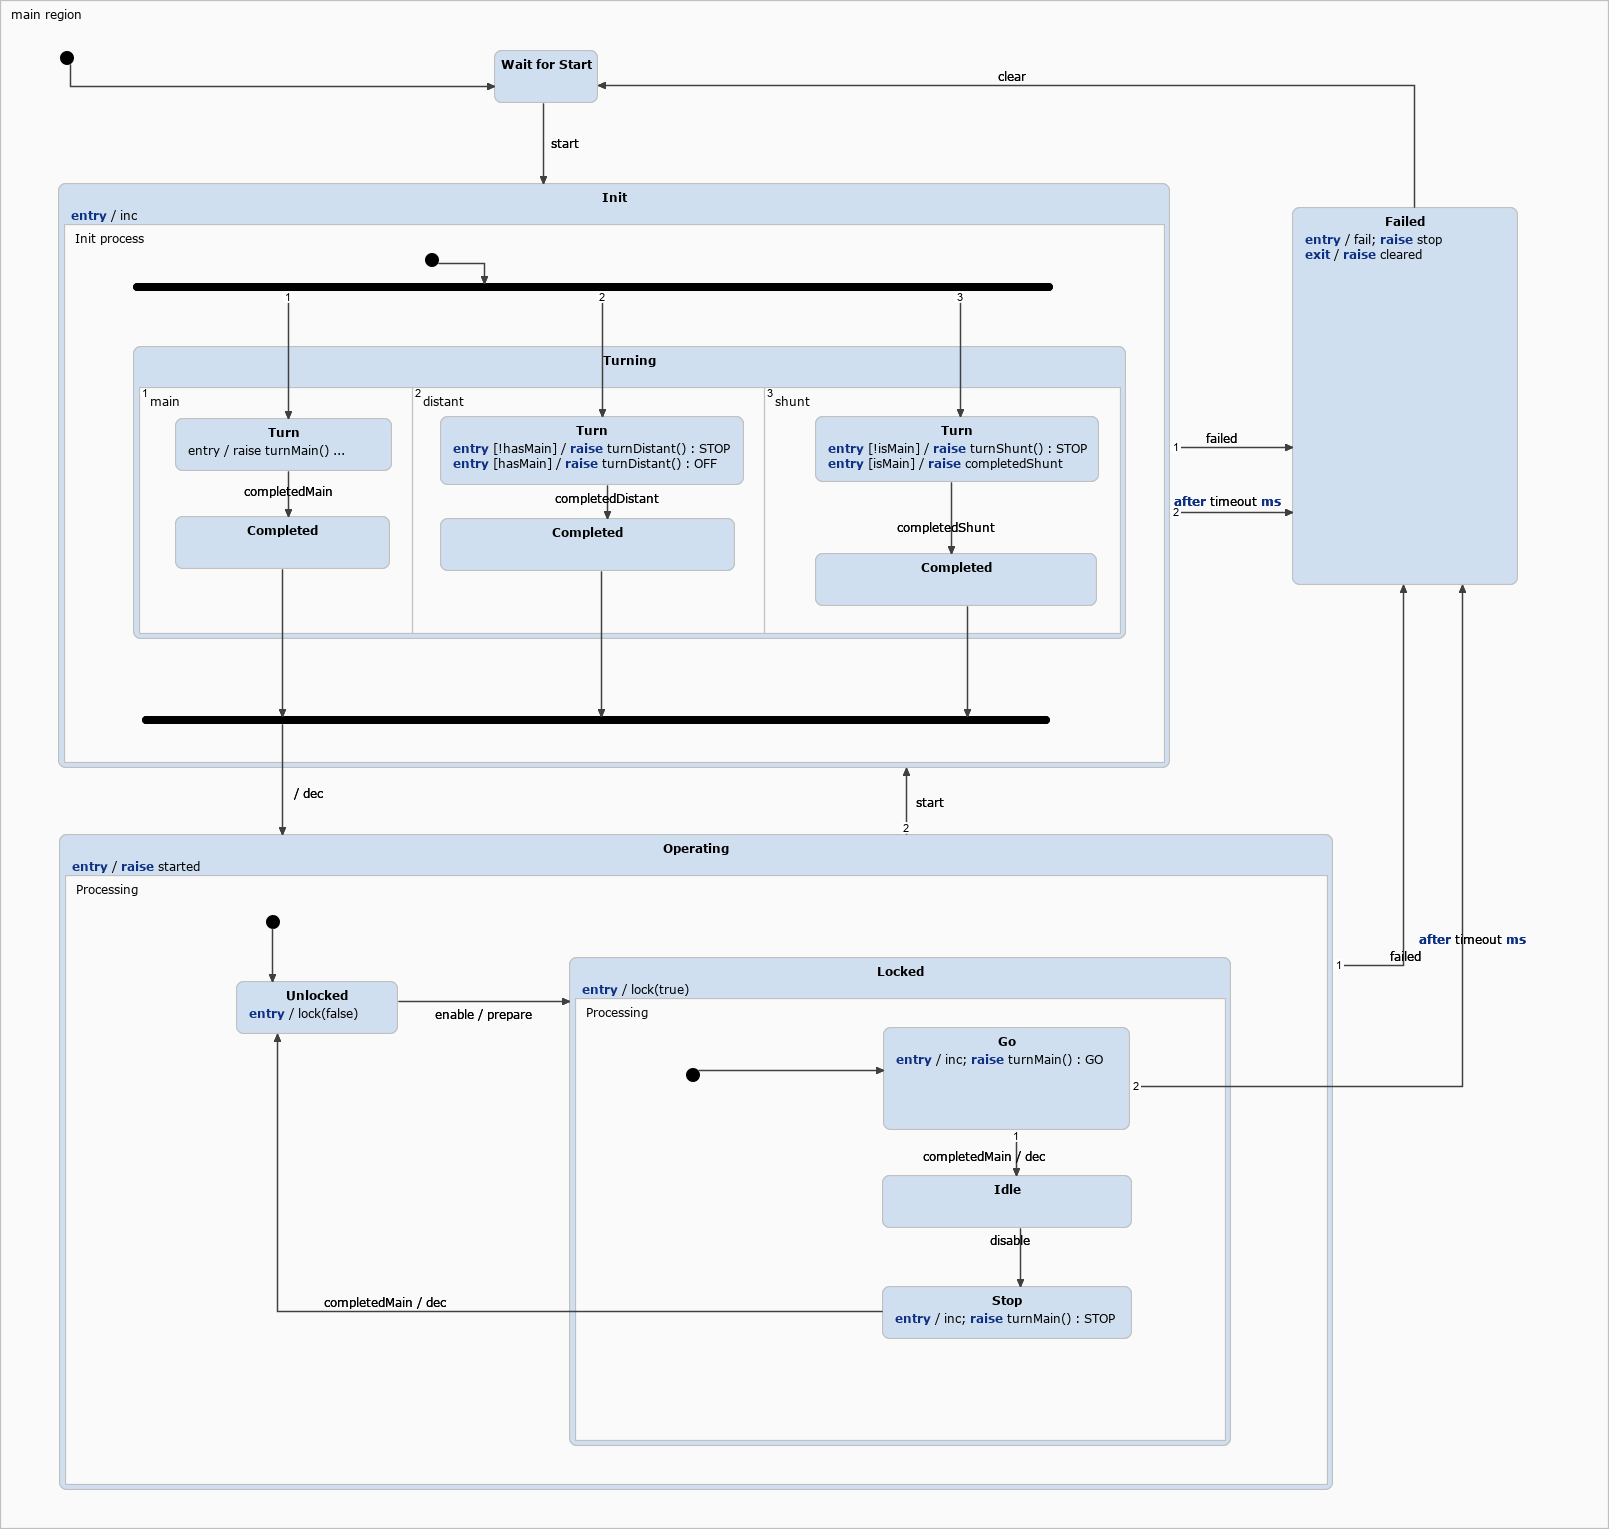 main region
Wait for Start
clear
start
Init
entry / inc
Init process
1
2
3
Turning
1 main
2 distant
3 shunt
Turn
entry / raise turnMain() ...
Turn
entry [!hasMain] / raise turnDistant() : STOP
entry [hasMain] / raise turnDistant() : OFF
Turn
entry [!isMain] / raise turnShunt() : STOP
entry [isMain] / raise completedShunt
completedMain
completedDistant
completedShunt
Completed
Completed
Completed
Failed
entry / fail; raise stop
exit / raise cleared
1
failed
after timeout ms
2
/ dec
start
2
Operating
entry / raise started
Processing
Unlocked
entry / lock(false)
enable / prepare
Locked
entry / lock(true)
Processing
Go
entry / inc; raise turnMain() : GO
2
1
completedMain / dec
Idle
disable
Stop
entry / inc; raise turnMain() : STOP
completedMain / dec
after timeout ms
failed
1